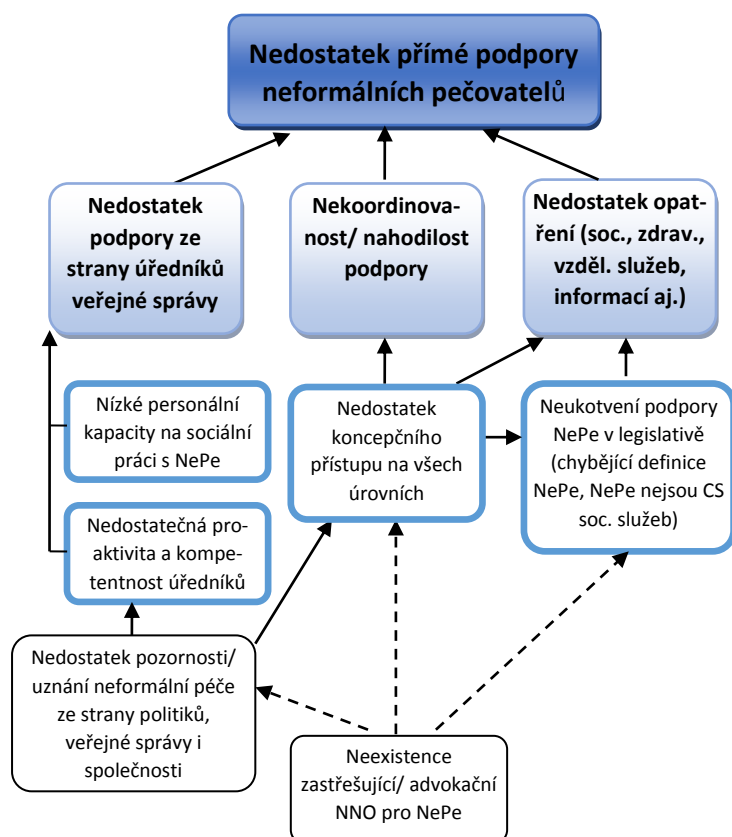 Nedostatek přímé podpory
neformálních pečovatelů
Nedostatek
podpory ze
strany úředníků
veřejné správy
Nekoordinova-
nost/ nahodilost
podpory
Nedostatek opat-
ření (soc., zdrav.,
vzděl. služeb,
informací aj.)
Nízké personální
kapacity na sociální
práci s NePe
Nedostatek
koncepčního
přístupu na všech
úrovních
Neukotvení podpory
NePe v legislativě
(chybějící definice
NePe, NePe nejsou CS
soc. služeb)
Nedostatečná pro-
aktivita a kompe-
tentnost úředníků
Nedostatek pozornosti/
uznání neformální péče
ze strany politiků,
veřejné správy i
společnosti
Neexistence
zastřešující/ advokační
NNO pro NePe